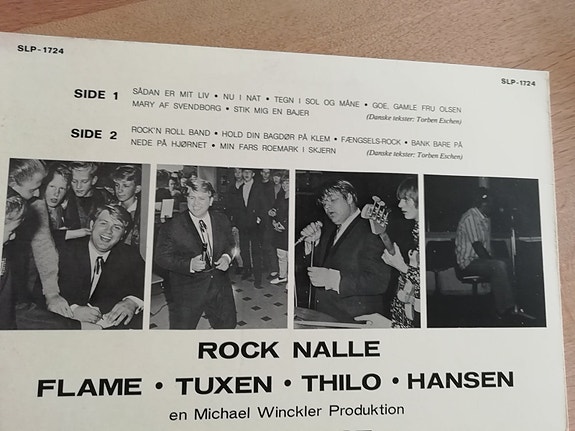 SLP-1724
SLP-1724
SIDE 1 SÅDAN ER MIT LIV • NU I NAT • TEGN I SOL OG MÅNE • GOE, GAMLE FRU OLSEN
MARY AF SVENDBORG • STIK MIG EN BAJER (Danske tekster: Torben Eschen)
SIDE 2 ROCK'N ROLL BAND • HOLD DIN BAGDØR PÅ KLEM • FÆNGSELS-ROCK • BANK BARE PÅ
NEDE PÅ HJØRNET • MIN FARS ROEMARK I SKJERN (Danske tekster: Torben Eschen)
ROCK NALLE
FLAME • TUXEN • THILO • HANSEN
en Michael Winckler Produktion